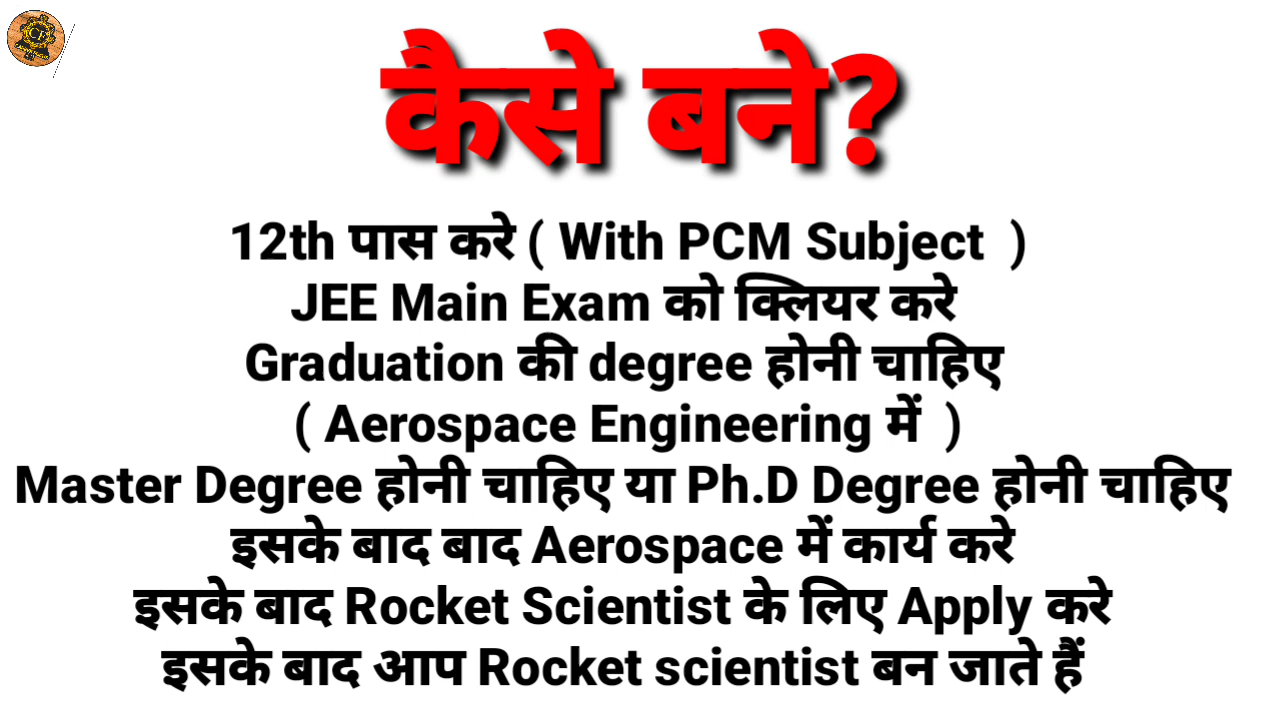 CF
कैसे बने?
12th पास करे ( With PCM Subject )
JEE Main Exam को क्लियर करे
Graduation की degree होनी चाहिए
( Aerospace Engineering में )
Master Degree होनी चाहिए या Ph.D Degree होनी चाहिए
इसके बाद बाद Aerospace में कार्य करे
इसके बाद Rocket Scientist के लिए Apply करे
इसके बाद आप Rocket scientist बन जाते हैं